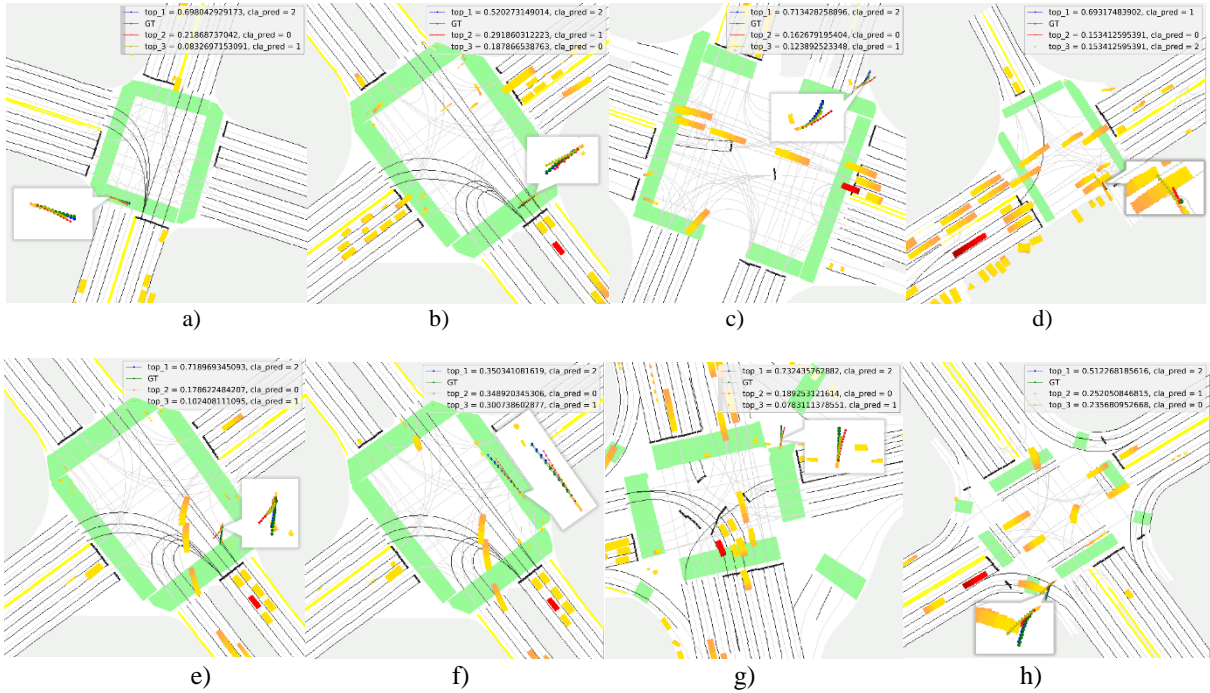 top_1 = 0.698042929173, cla_pred = 2
GT
top_2 = 0.21868737042, cla_pred = 0
top_3 = 0.0832697153091, cla_pred = 1
top_1 = 0.520273149014, cla_pred = 2
GT
top_2 = 0.291860312223, cla_pred = 1
top_3 = 0.187866538763, cla_pred = 0
top_1 = 0.713428258896, cla_pred = 2
GT
top_2 = 0.162679195404, cla_pred = 0
top_3 = 0.123892523348, cla_pred = 1
top_1 = 0.69317483902, cla_pred = 1
GT
top_2 = 0.153412595391, cla_pred = 0
top_3 = 0.153412595391, cla_pred = 2
a)
b)
c)
d)
top_1 = 0.718969345093, cla_pred = 2
GT
top_2 = 0.178622484207, cla_pred = 0
top_3 = 0.102408111095, cla_pred = 1
top_1 = 0.350341081619, cla_pred = 2
GT
top_2 = 0.348920345306, cla_pred = 0
top_3 = 0.300738602877, cla_pred = 1
top_1 = 0.732435762882, cla_pred = 2
GT
top_2 = 0.189253121614, cla_pred = 0
top_3 = 0.0783111378551, cla_pred = 1
top_1 = 0.512268185616, cla_pred = 2
GT
top_2 = 0.252050846815, cla_pred = 1
top_3 = 0.235680952668, cla_pred = 0
e)
f)
g)
h)